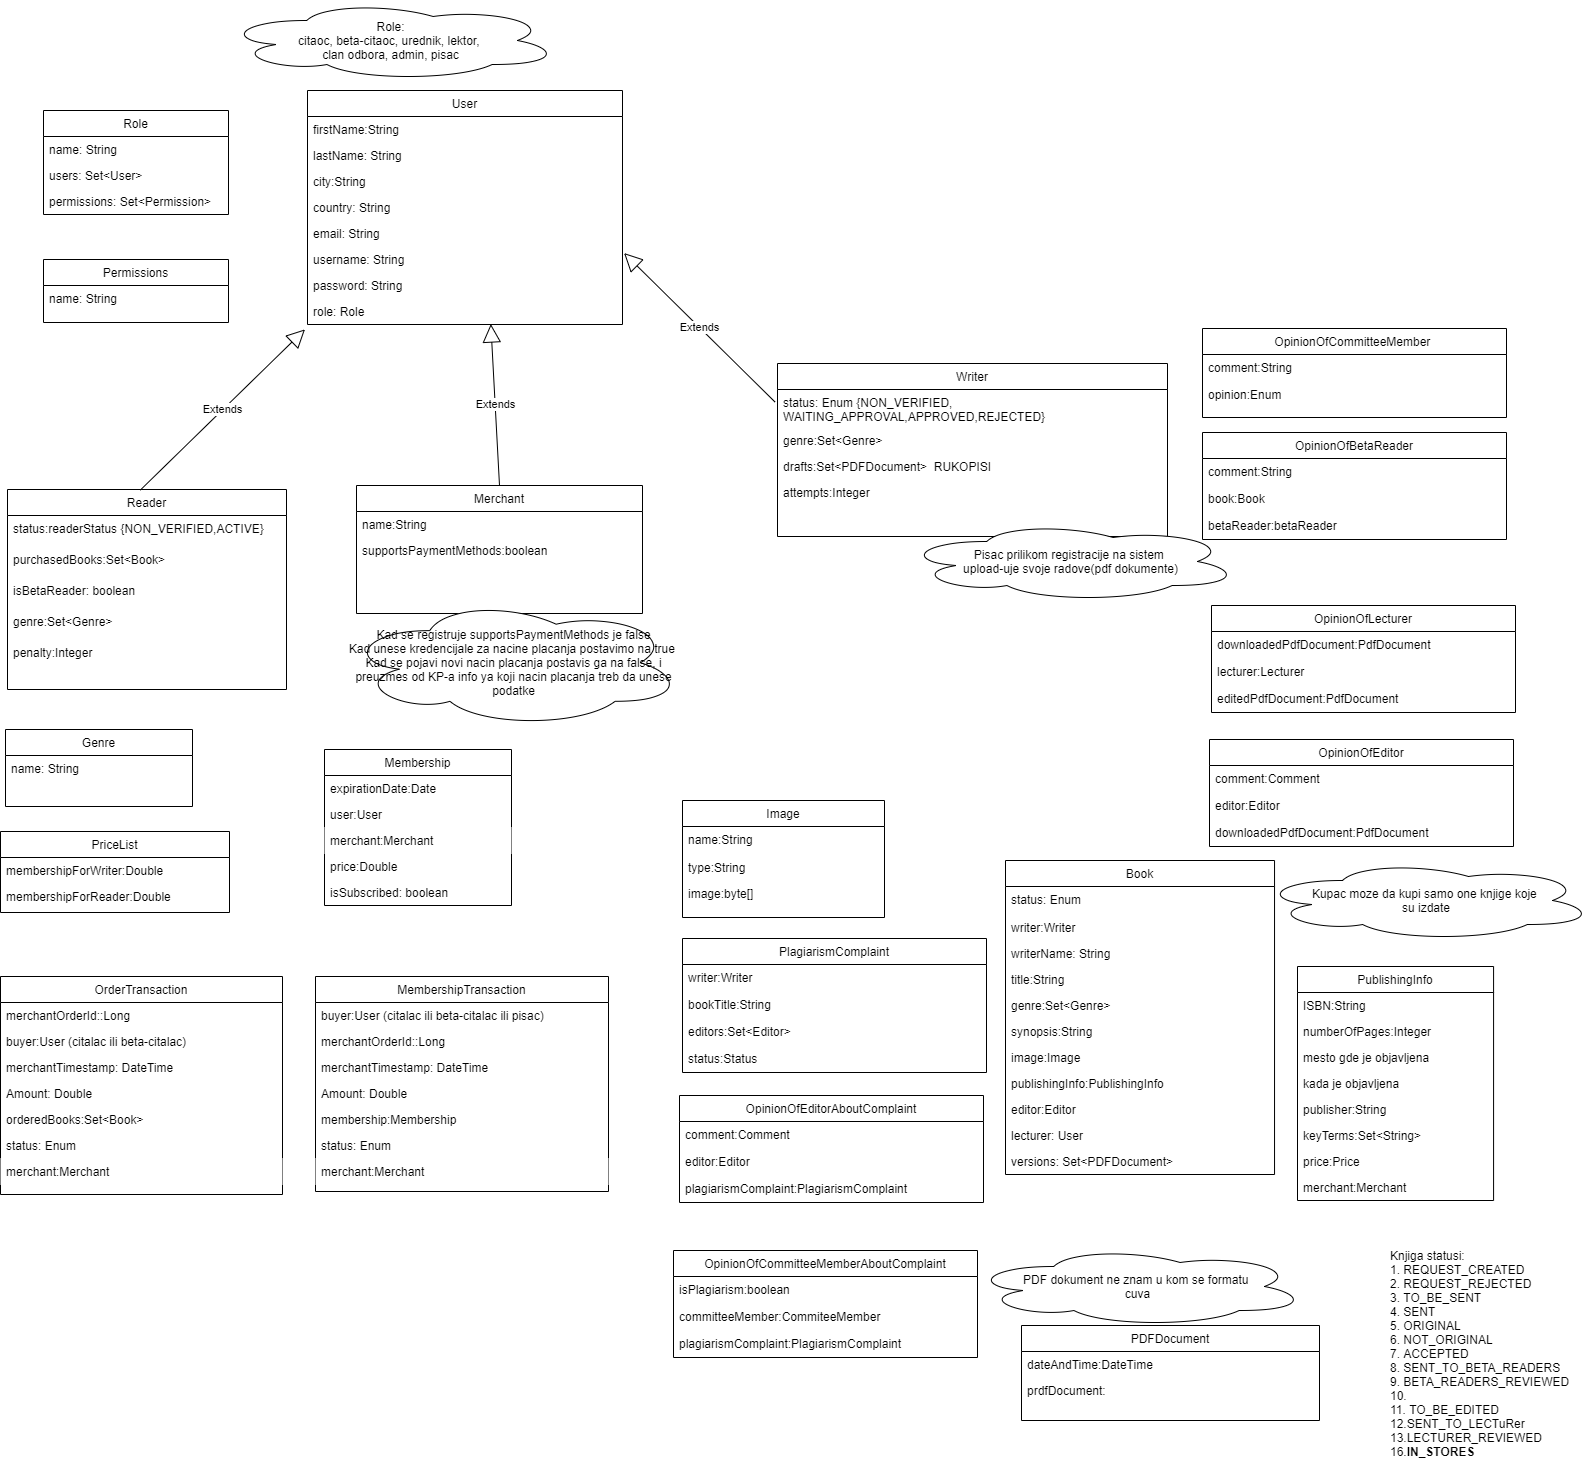 Role:
citaoc, beta-citaoc, urednik, lektor,
clan odbora, admin, pisac
User
firstName:String
lastName: String
city:String
country: String
email: String
username: String
password: String
role: Role
Role
name: String
users: Set<User>
permissions: Set<Permission>
Permissions
name: String
Extends
Extends
Extends
Writer
status: Enum {NON_VERIFIED,
WAITING_APPROVAL,APPROVED,REJECTED}
genre:Set<Genre>
drafts:Set<PDFDocument>  RUKOPISI
attempts:Integer
Pisac prilikom registracije na sistem
upload-uje svoje radove(pdf dokumente)
OpinionOfCommitteeMember
comment:String
opinion:Enum
OpinionOfBetaReader
comment:String
book:Book
betaReader:betaReader
Reader
status:readerStatus {NON_VERIFIED,ACTIVE}
purchasedBooks:Set<Book>
isBetaReader: boolean
genre:Set<Genre>
penalty:Integer
Merchant
name:String
supportsPaymentMethods:boolean
Kad se registruje supportsPaymentMethods je false
Kad unese kredencijale za nacine placanja postavimo na true
Kad se pojavi novi nacin placanja postavis ga na false, i
preuzmes od KP-a info ya koji nacin placanja treb da unese
podatke
OpinionOfLecturer
downloadedPdfDocument:PdfDocument
lecturer:Lecturer
editedPdfDocument:PdfDocument
OpinionOfEditor
comment:Comment
editor:Editor
downloadedPdfDocument:PdfDocument
Genre
name: String
PriceList
membershipForWriter:Double
membershipForReader:Double
Membership
expirationDate:Date
user:User
merchant:Merchant
price:Double
isSubscribed: boolean
Image
name:String
type:String
image:byte[]
Book
status: Enum
writer:Writer
writerName: String
title:String
genre:Set<Genre>
synopsis:String
image:Image
publishingInfo:PublishingInfo
editor:Editor
lecturer: User
versions: Set<PDFDocument>
Kupac moze da kupi samo one knjige koje
su izdate
PublishingInfo
ISBN:String
numberOfPages:Integer
mesto gde je objavljena
kada je objavljena
publisher:String
keyTerms:Set<String>
price:Price
merchant:Merchant
OrderTransaction
merchantOrderId::Long
buyer:User (citalac ili beta-citalac)
merchantTimestamp: DateTime
Amount: Double
orderedBooks:Set<Book>
status: Enum
merchant:Merchant
MembershipTransaction
buyer:User (citalac ili beta-citalac ili pisac)
merchantOrderId::Long
merchantTimestamp: DateTime
Amount: Double
membership:Membership
status: Enum
merchant:Merchant
PlagiarismComplaint
writer:Writer
bookTitle:String
editors:Set<Editor>
status:Status
OpinionOfEditorAboutComplaint
comment:Comment
editor:Editor
plagiarismComplaint:PlagiarismComplaint
OpinionOfCommitteeMemberAboutComplaint
isPlagiarism:boolean
committeeMember:CommiteeMember
plagiarismComplaint:PlagiarismComplaint
PDF dokument ne znam u kom se formatu
cuva
PDFDocument
dateAndTime:DateTime
prdfDocument:
Knjiga statusi:
1. REQUEST_CREATED
2. REQUEST_REJECTED
3. TO_BE_SENT
4. SENT
5. ORIGINAL
6. NOT_ORIGINAL
7. ACCEPTED
8. SENT_TO_BETA_READERS
9. BETA_READERS_REVIEWED
10.
11. TO_BE_EDITED
12.SENT_TO_LECTuRer
13.LECTURER_REVIEWED
16.IN_STORES